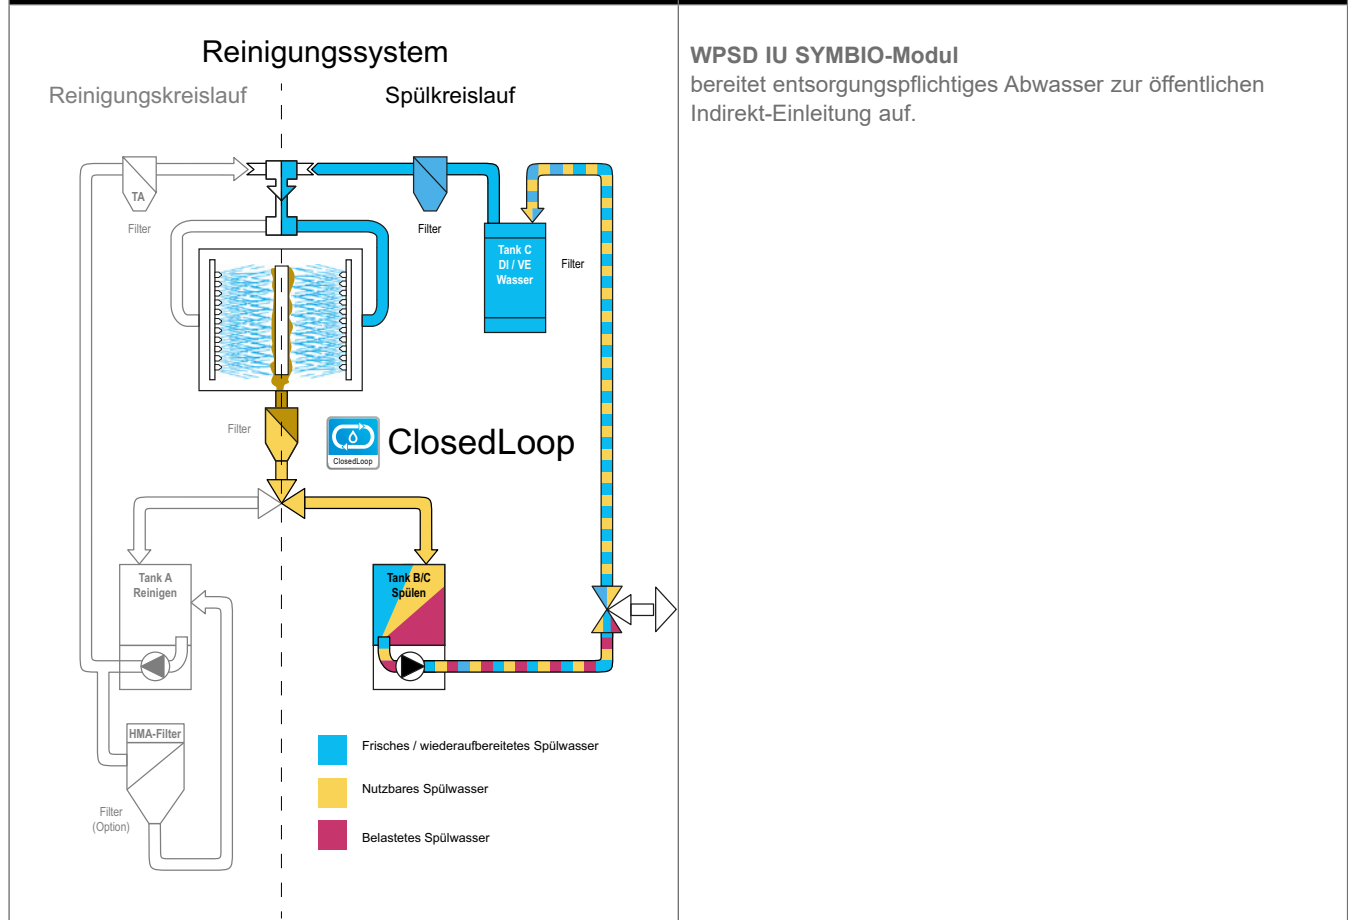 Reinigungssystem
Reinigungskreislauf
Spülkreislauf
TA
Filter
Filter
Tank C
DI / VE
Wasser
Filter
Filter
ClosedLoop
ClosedLoop
Tank A
Reinigen
Tank B/C
Spülen
HMA-Filter
Filter
(Option)
Frisches / wiederaufbereitetes Spülwasser
Nutzbares Spülwasser
Belastetes Spülwasser
WPSD IU SYMBIO-Modul
bereitet entsorgungspflichtiges Abwasser zur öffentlichen
Indirekt-Einleitung auf.